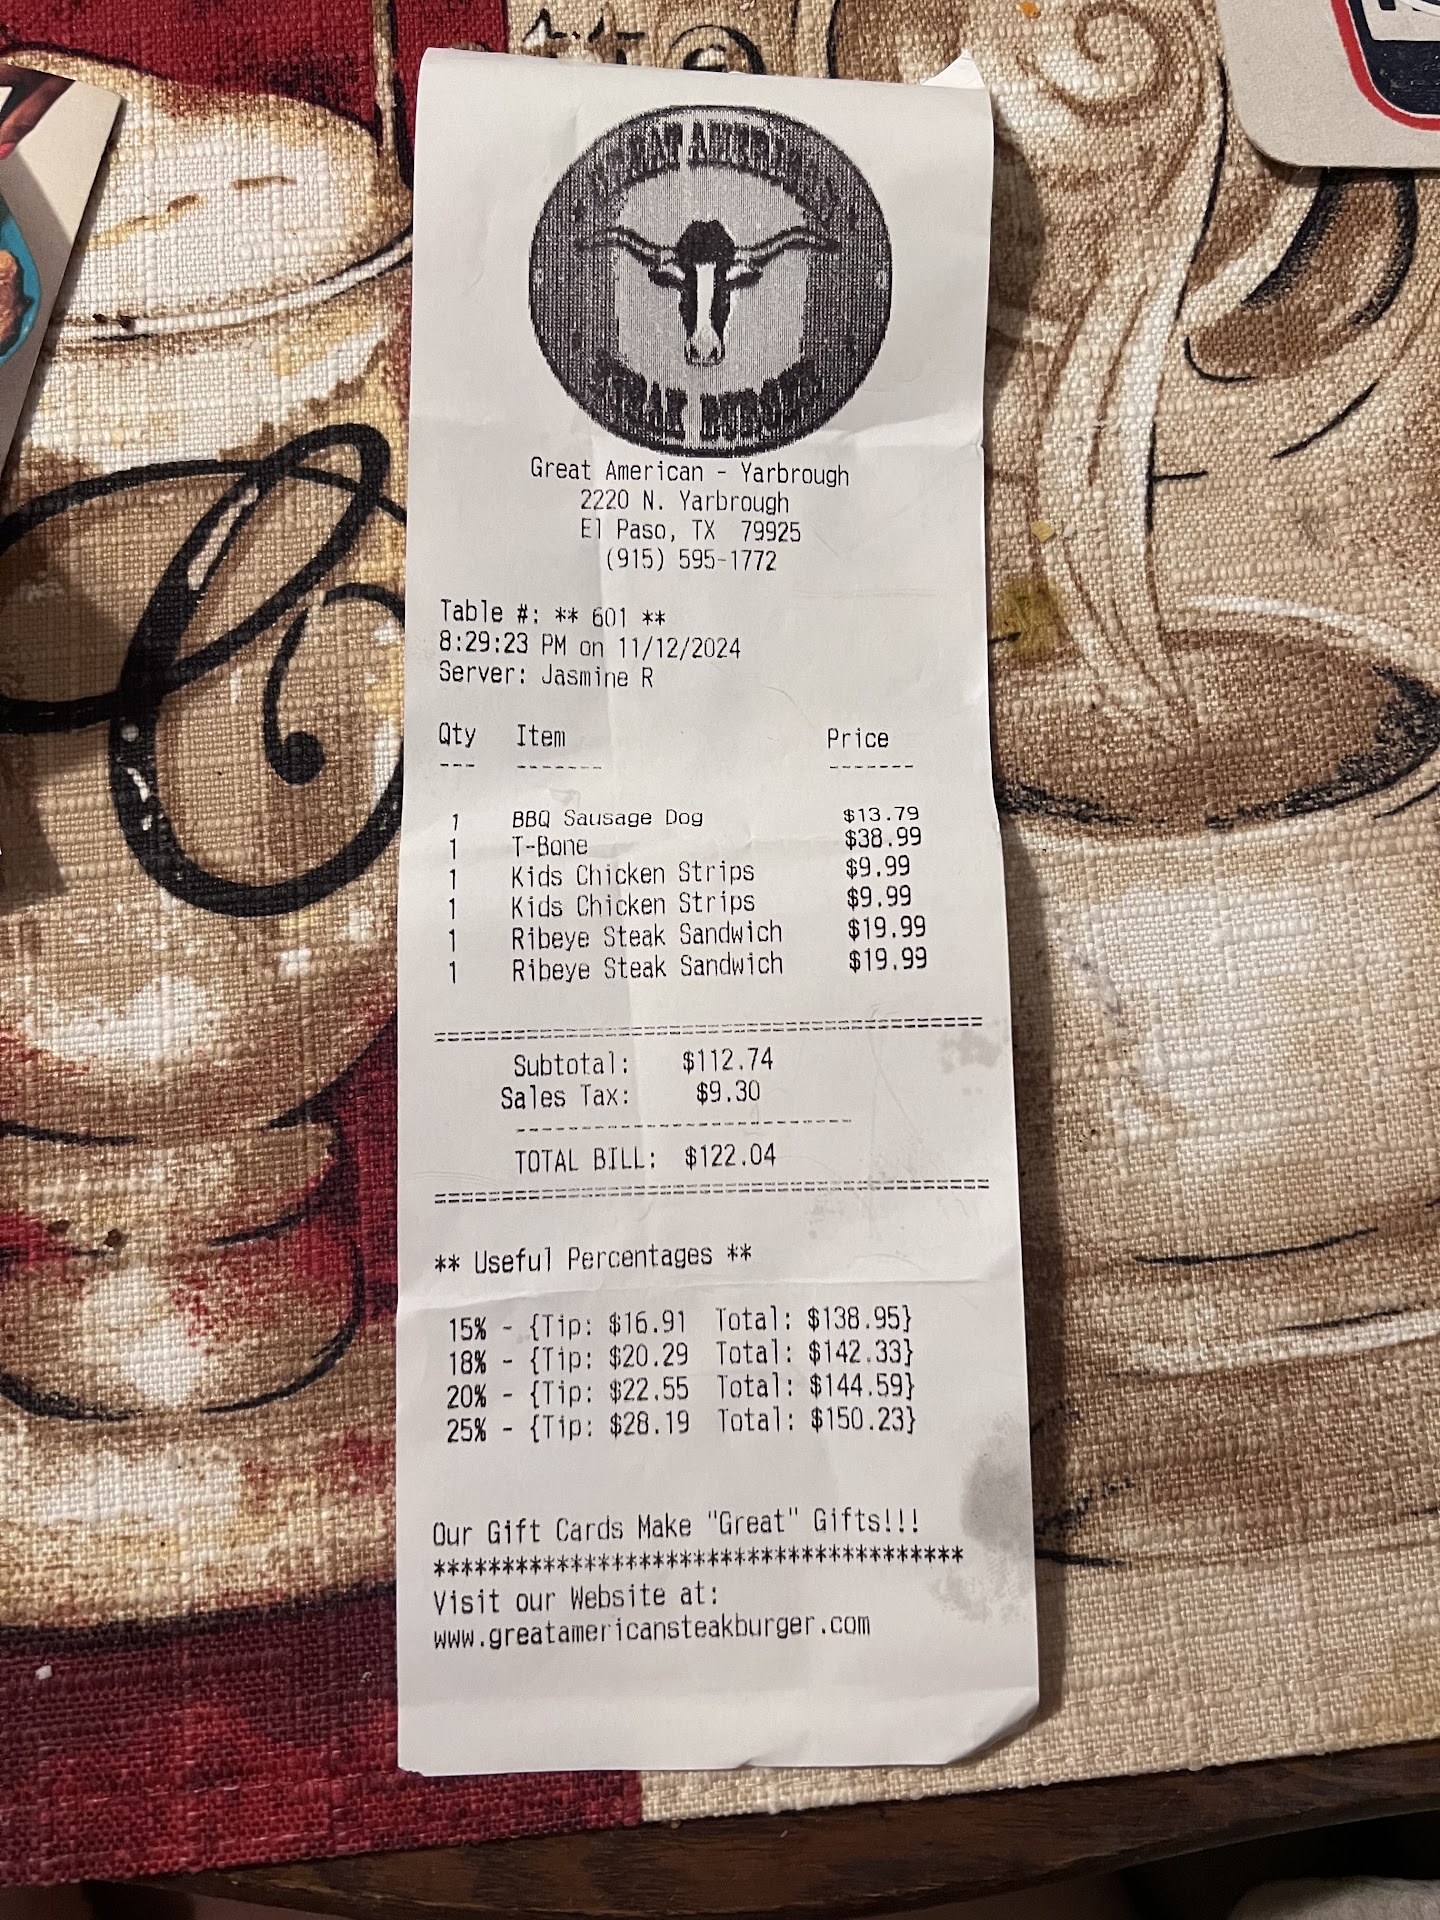 GREAT AMERICAN
STEAK BURGER
Great American - Yarbrough
2220 N. Yarbrough
El Paso, TX 79925
(915) 595-1772
Table #: ** 601 **
8:29:23 PM on 11/12/2024
Server: Jasmine R
Qty Item Price
--- ------- -------
1 BBQ Sausage Dog $13.79
1 T-Bone $38.99
1 Kids Chicken Strips $9.99
1 Kids Chicken Strips $9.99
1 Ribeye Steak Sandwich $19.99
1 Ribeye Steak Sandwich $19.99
==========================================
Subtotal: $112.74
Sales Tax: $9.30
--------------------------
TOTAL BILL: $122.04
==========================================
** Useful Percentages **
15% - {Tip: $16.91 Total: $138.95}
18% - {Tip: $20.29 Total: $142.33}
20% - {Tip: $22.55 Total: $144.59}
25% - {Tip: $28.19 Total: $150.23}
Our Gift Cards Make "Great" Gifts!!!
***************************************
Visit our Website at:
www.greatamericansteakburger.com